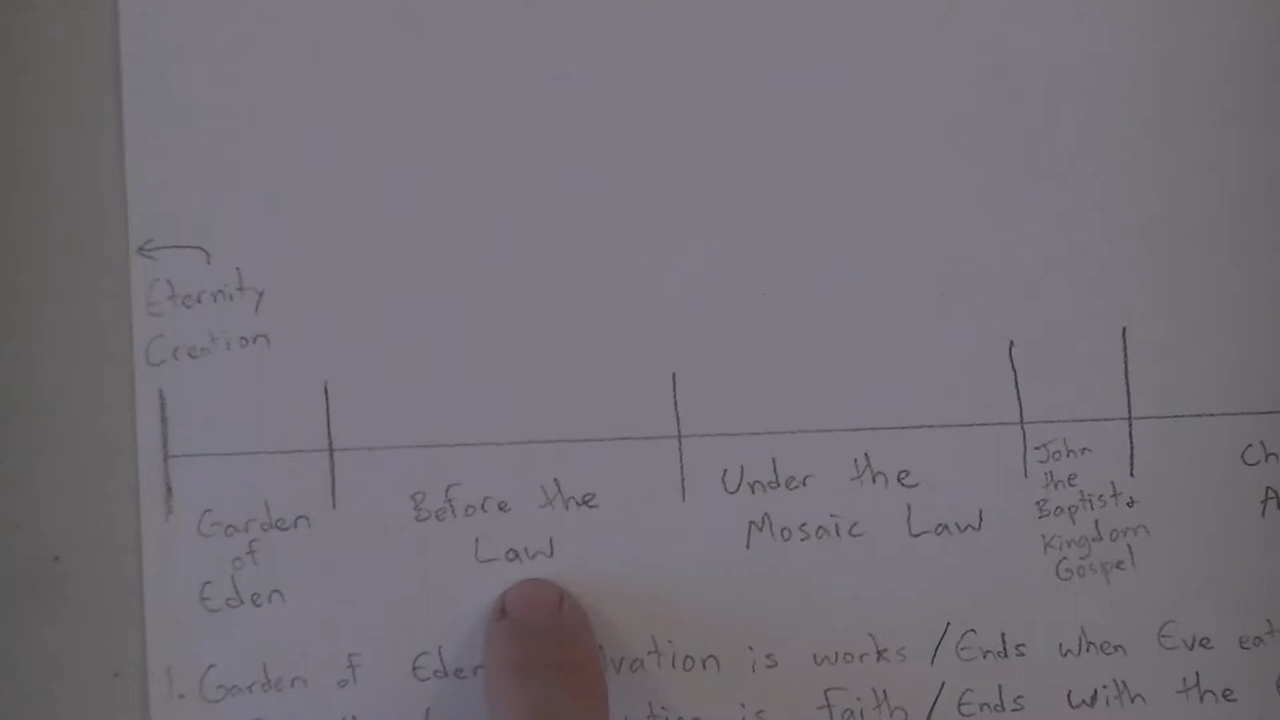 Eternity
Creation
Garden
of
Eden
Before the
Law
Under the
Mosaic Law
John
the
Baptist &
Kingdom
Gospel
Ch
A
1. Garden of Eden vation is works / Ends when Eve eat
is faith / Ends with the